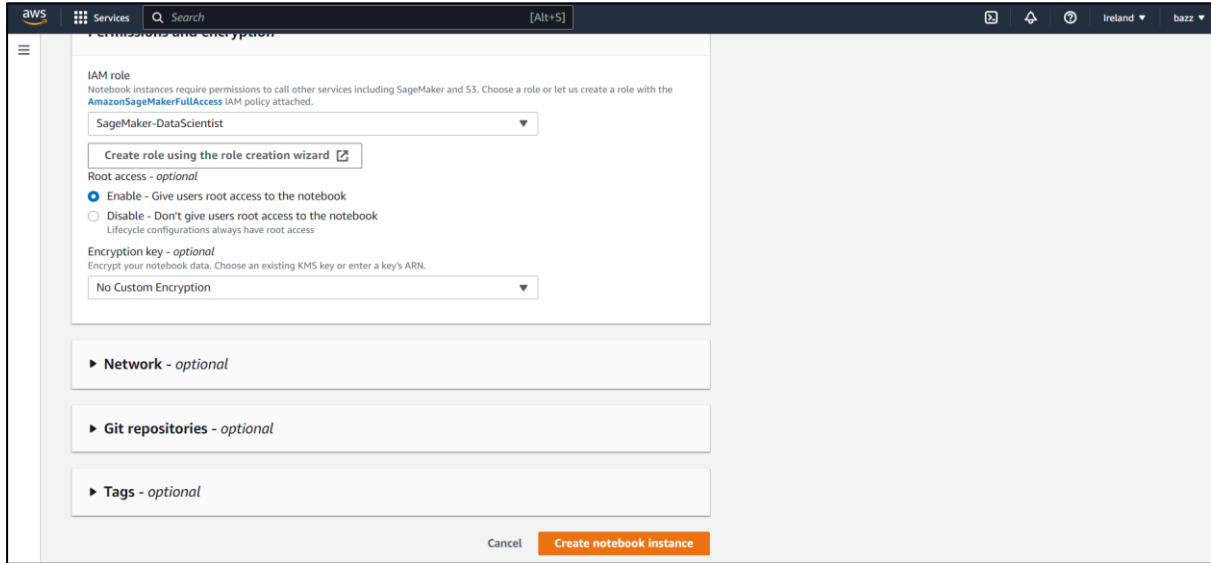 aws Services Search [Alt+S] Ireland bazz
Permissions and encryption
IAM role
Notebook instances require permissions to call other services including SageMaker and S3. Choose a role or let us create a role with the
AmazonSageMakerFullAccess IAM policy attached.
SageMaker-DataScientist
Create role using the role creation wizard
Root access - optional
Enable - Give users root access to the notebook
Disable - Don't give users root access to the notebook
Lifecycle configurations always have root access
Encryption key - optional
Encrypt your notebook data. Choose an existing KMS key or enter a key's ARN.
No Custom Encryption
Network - optional
Git repositories - optional
Tags - optional
Cancel Create notebook instance